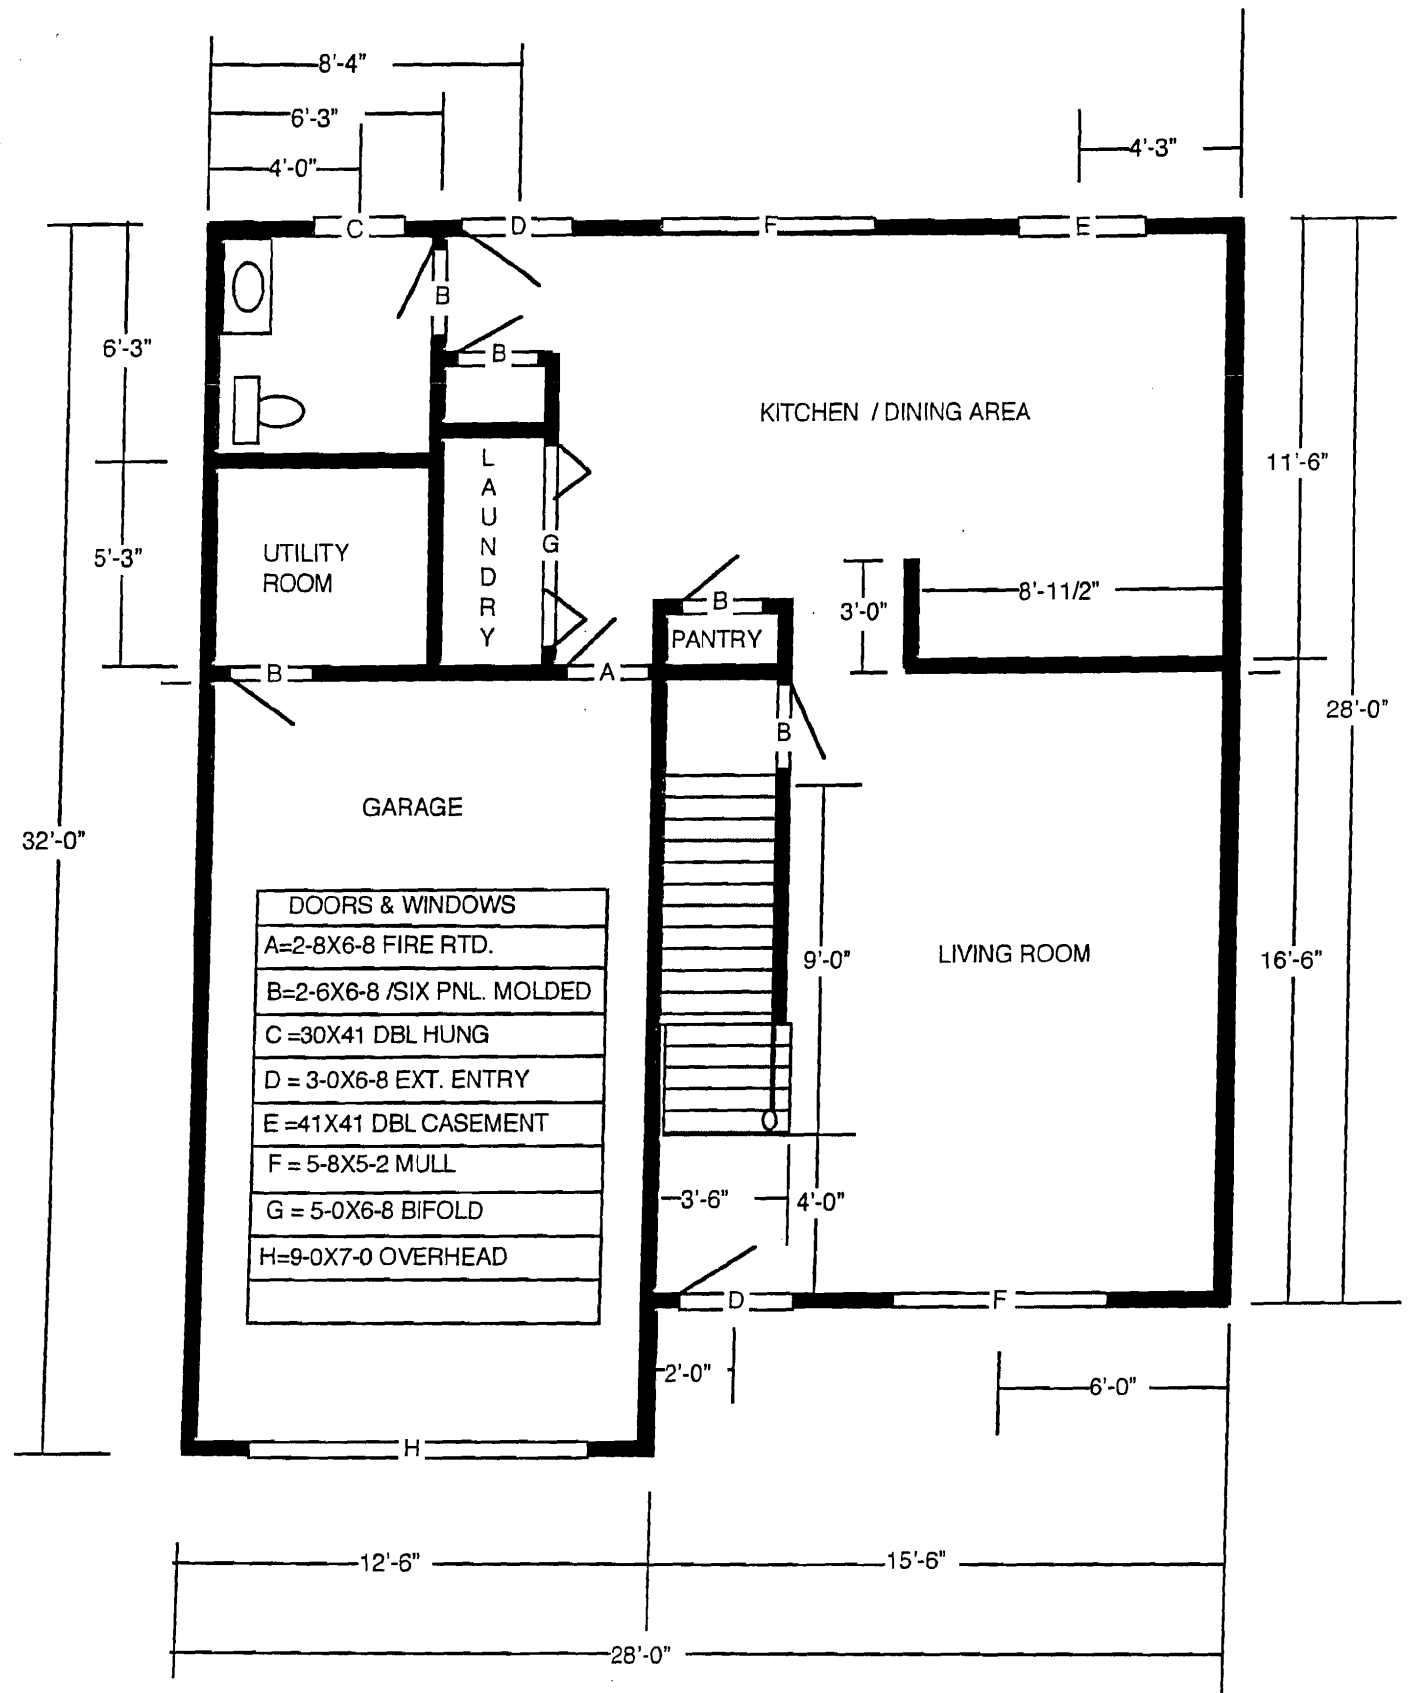 8'-4"
6'-3"
4'-0"
4'-3"
C
D
F
E
B
6'-3"
B
KITCHEN / DINING AREA
11'-6"
LAUNDRY
G
5'-3"
UTILITY
ROOM
8'-11/2"
3'-0"
B
PANTRY
B
A
28'-0"
B
GARAGE
32'-0"
DOORS & WINDOWS
A=2-8X6-8 FIRE RTD.
B=2-6X6-8 /SIX PNL. MOLDED
C =30X41 DBL HUNG
D = 3-0X6-8 EXT. ENTRY
E =41X41 DBL CASEMENT
F = 5-8X5-2 MULL
G = 5-0X6-8 BIFOLD
H=9-0X7-0 OVERHEAD
9'-0"
LIVING ROOM
16'-6"
3'-6"
4'-0"
D
F
2'-0"
6'-0"
H
12'-6"
15'-6"
28'-0"